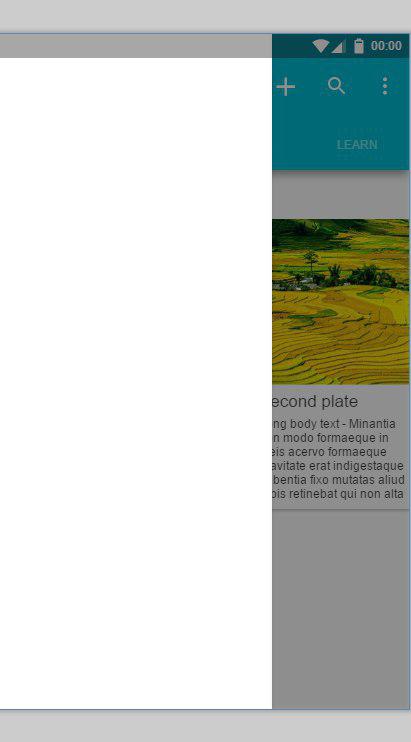 00:00
LEARN
econd plate
ng body text - Minantia
n modo formaeque in
eis acervo formaeque
avitate erat indigestaque
bentia fixo mutatas aliud
ois retinebat qui non alta